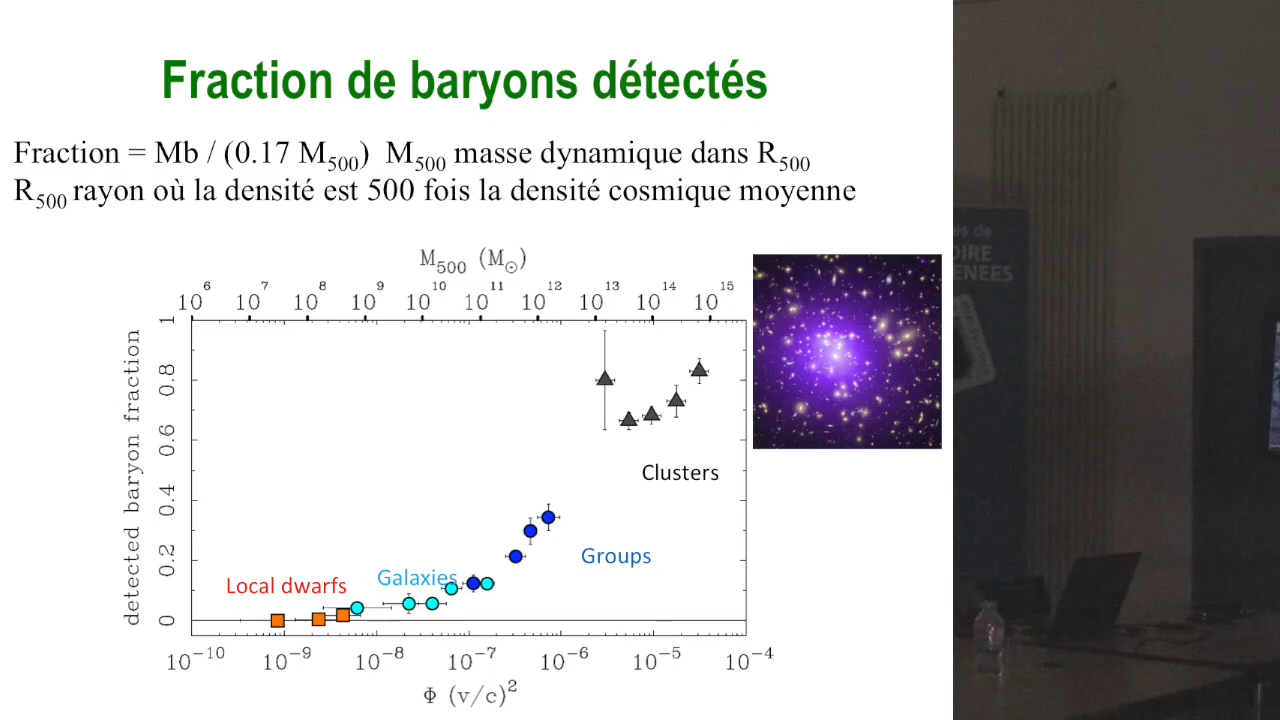 Fraction de baryons détectés
Fraction = Mb / (0.17 M500) M500 masse dynamique dans R500
R500 rayon où la densité est 500 fois la densité cosmique moyenne
M500 (M⊙)
10^6 10^7 10^8 10^9 10^10 10^11 10^12 10^13 10^14 10^15
detected baryon fraction
1
0.8
0.6
0.4
0.2
0
Clusters
Groups
Galaxies
Local dwarfs
10^−10 10^−9 10^−8 10^−7 10^−6 10^−5 10^−4
Φ (v/c)^2
es de
OIRE
ENEES